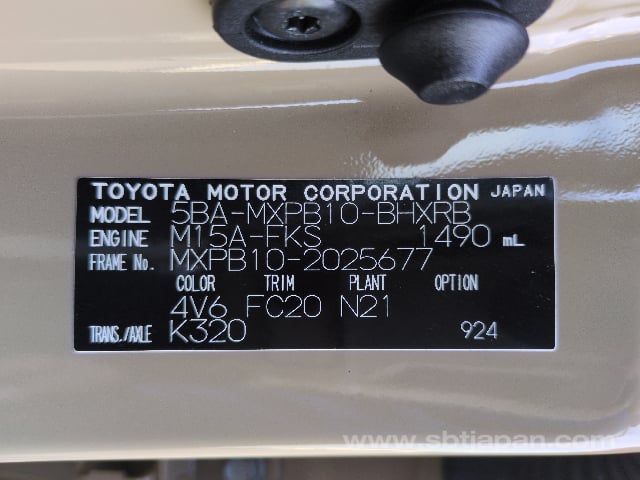 TOYOTA MOTOR CORPORATION JAPAN
MODEL 5BA-MXPB10-BHXRB
ENGINE M15A-FKS 1490 mL
FRAME No. MXPB10-2025677
COLOR TRIM PLANT OPTION
4V6 FC20 N21
TRANS./AXLE K320 924
www.sbtjapan.com